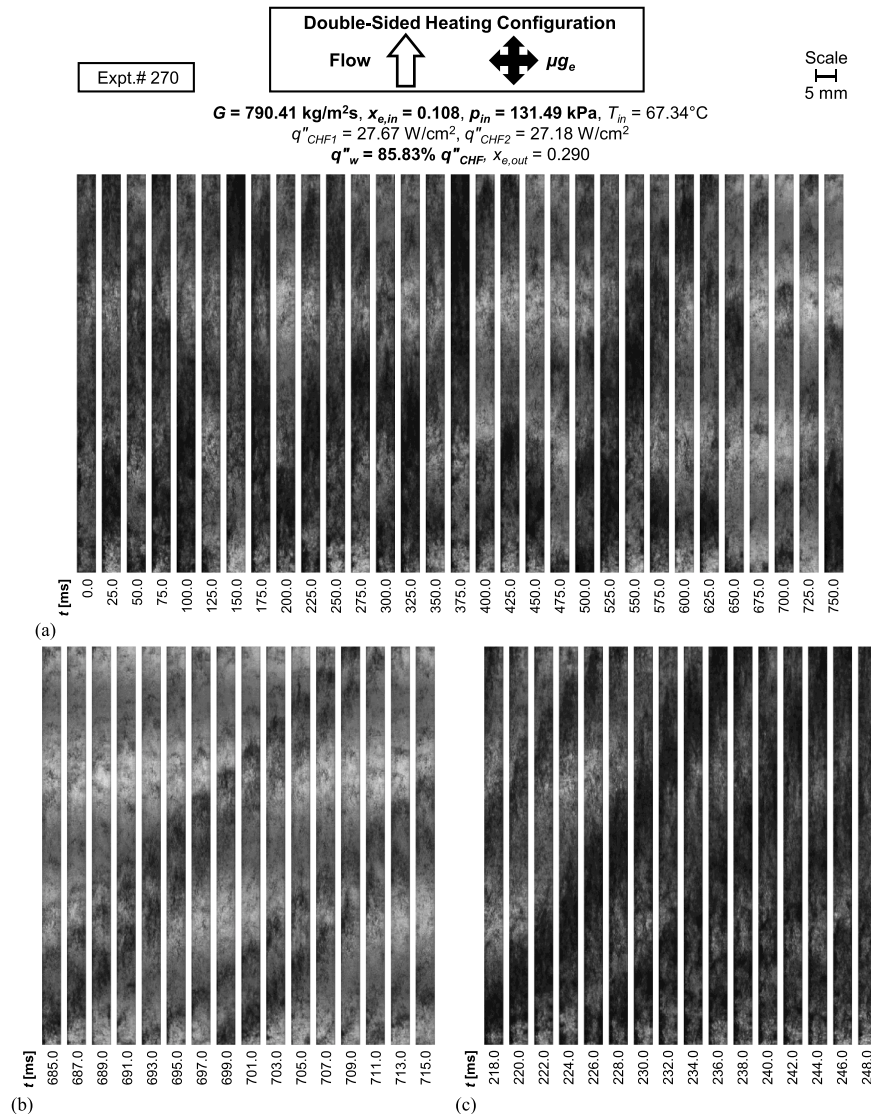 Double-Sided Heating Configuration
Flow
μgₑ
Expt.# 270
Scale
5 mm
G = 790.41 kg/m²s, xₑ,ᵢₙ = 0.108, pᵢₙ = 131.49 kPa, Tᵢₙ = 67.34°C
q"CHF1 = 27.67 W/cm², q"CHF2 = 27.18 W/cm²
q"w = 85.83% q"CHF, xe,out = 0.290
t [ms] 0.0 25.0 50.0 75.0 100.0 125.0 150.0 175.0 200.0 225.0 250.0 275.0 300.0 325.0 350.0 375.0 400.0 425.0 450.0 475.0 500.0 525.0 550.0 575.0 600.0 625.0 650.0 675.0 700.0 725.0 750.0
(a)
t [ms] 685.0 687.0 689.0 691.0 693.0 695.0 697.0 699.0 701.0 703.0 705.0 707.0 709.0 711.0 713.0 715.0
(b)
t [ms] 218.0 220.0 222.0 224.0 226.0 228.0 230.0 232.0 234.0 236.0 238.0 240.0 242.0 244.0 246.0 248.0
(c)